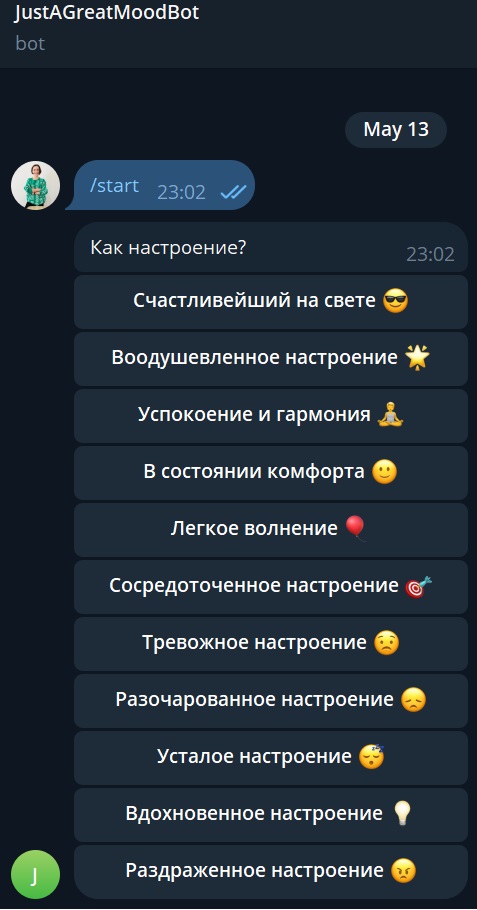 JustAGreatMoodBot
bot
May 13
/start 23:02
Как настроение? 23:02
Счастливейший на свете 😎
Воодушевленное настроение 🌟
Успокоение и гармония 🧘
В состоянии комфорта 🙂
Легкое волнение 🎈
Сосредоточенное настроение 🎯
Тревожное настроение 😟
Разочарованное настроение 😞
Усталое настроение 😴
Вдохновенное настроение 💡
J Раздраженное настроение 😠